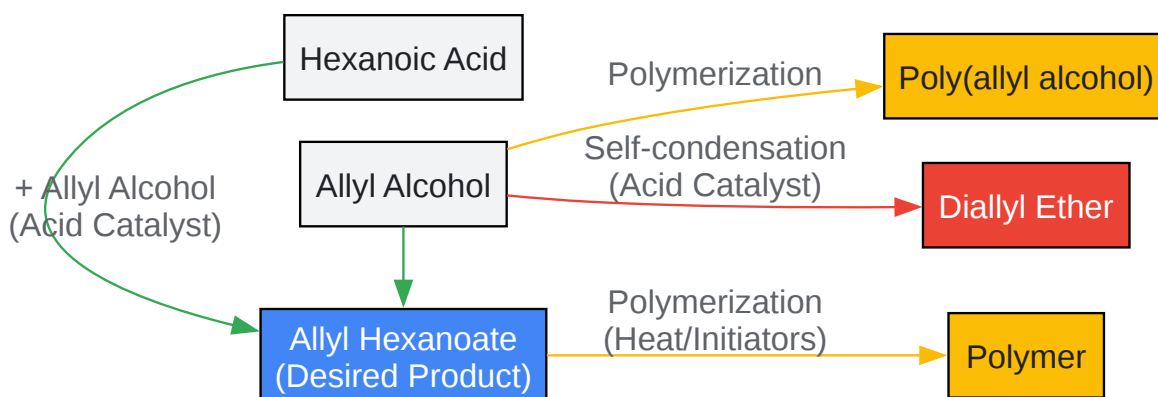 Hexanoic Acid
Polymerization
Poly(allyl alcohol)
Self-condensation
(Acid Catalyst)
Allyl Alcohol
Diallyl Ether
+ Allyl Alcohol
(Acid Catalyst)
Polymerization
(Heat/Initiators)
Allyl Hexanoate
(Desired Product)
Polymer